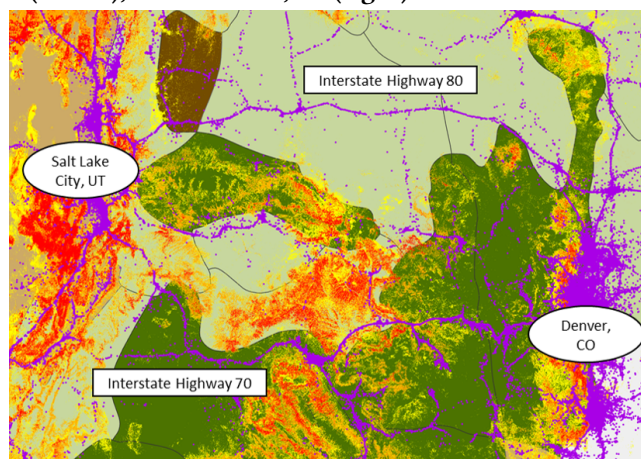 Interstate Highway 80
Salt Lake
City, UT
Denver,
CO
Interstate Highway 70